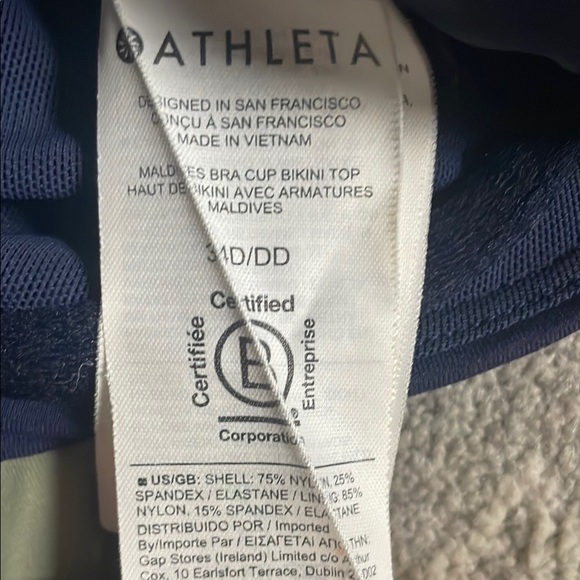 ATHLETA
DESIGNED IN SAN FRANCISCO
CONÇU À SAN FRANCISCO
MADE IN VIETNAM
MALDIVES BRA CUP BIKINI TOP
HAUT DE BIKINI AVEC ARMATURES
MALDIVES
34D/DD
Certified
Certifiée
B
Entreprise
Corporation
US/GB: SHELL: 75% NYLON, 25%
SPANDEX / ELASTANE / LINING: 85%
NYLON, 15% SPANDEX / ELASTANE
DISTRIBUIDO POR / Imported
By/Importe Par / ΕΙΣΑΓΕΤΑΙ ΑΠΟ ΤΗΝ:
Gap Stores (Ireland) Limited c/o Arthur
Cox, 10 Earlsfort Terrace, Dublin 2 D02